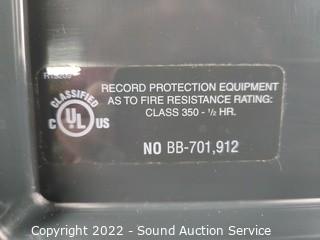 RECORD PROTECTION EQUIPMENT
AS TO FIRE RESISTANCE RATING:
CLASS 350 - ½ HR.
CLASSIFIED
C UL US
NO BB-701,912
Copyright 2022 - Sound Auction Service